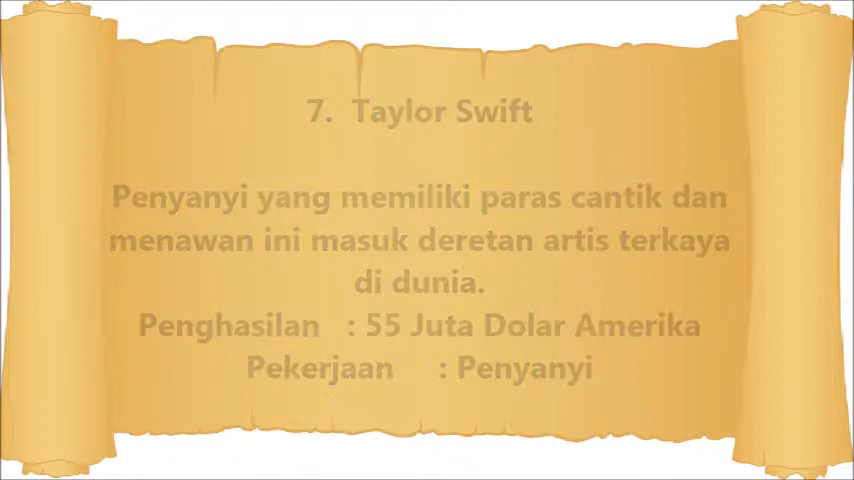 7. Taylor Swift
Penyanyi yang memiliki paras cantik dan
menawan ini masuk deretan artis terkaya
di dunia.
Penghasilan : 55 Juta Dolar Amerika
Pekerjaan : Penyanyi